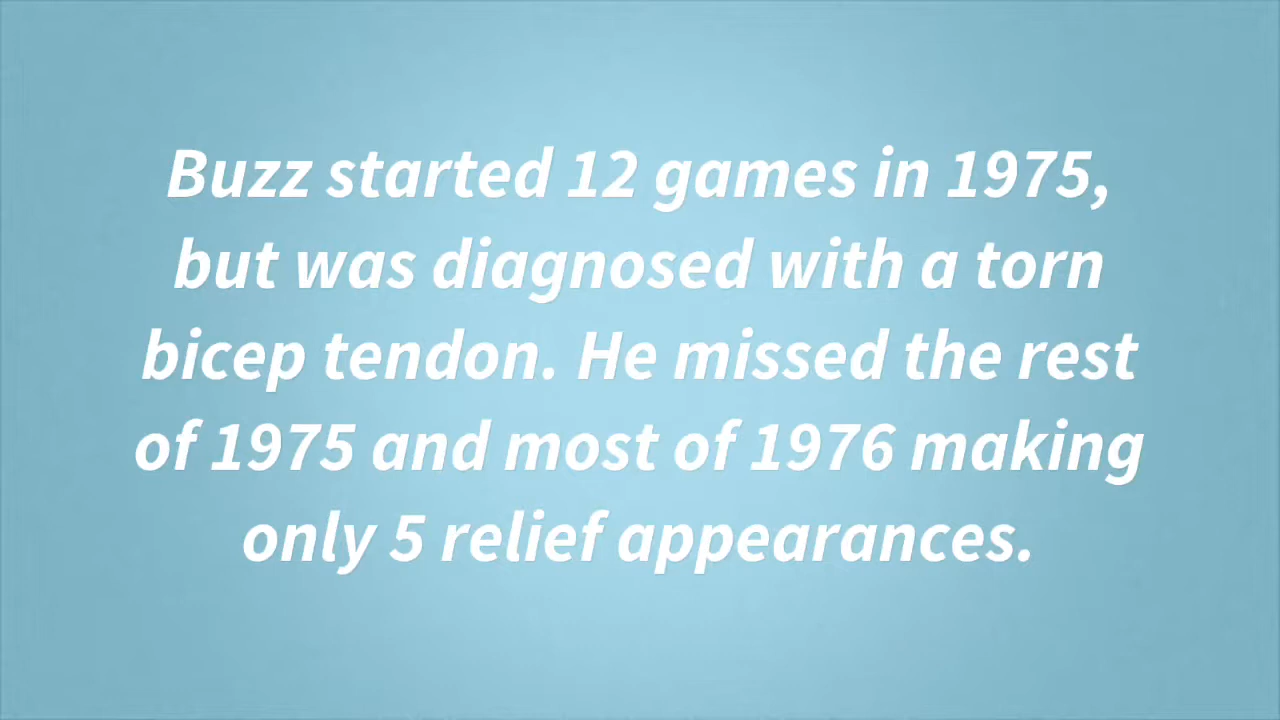 Buzz started 12 games in 1975,
but was diagnosed with a torn
bicep tendon. He missed the rest
of 1975 and most of 1976 making
only 5 relief appearances.